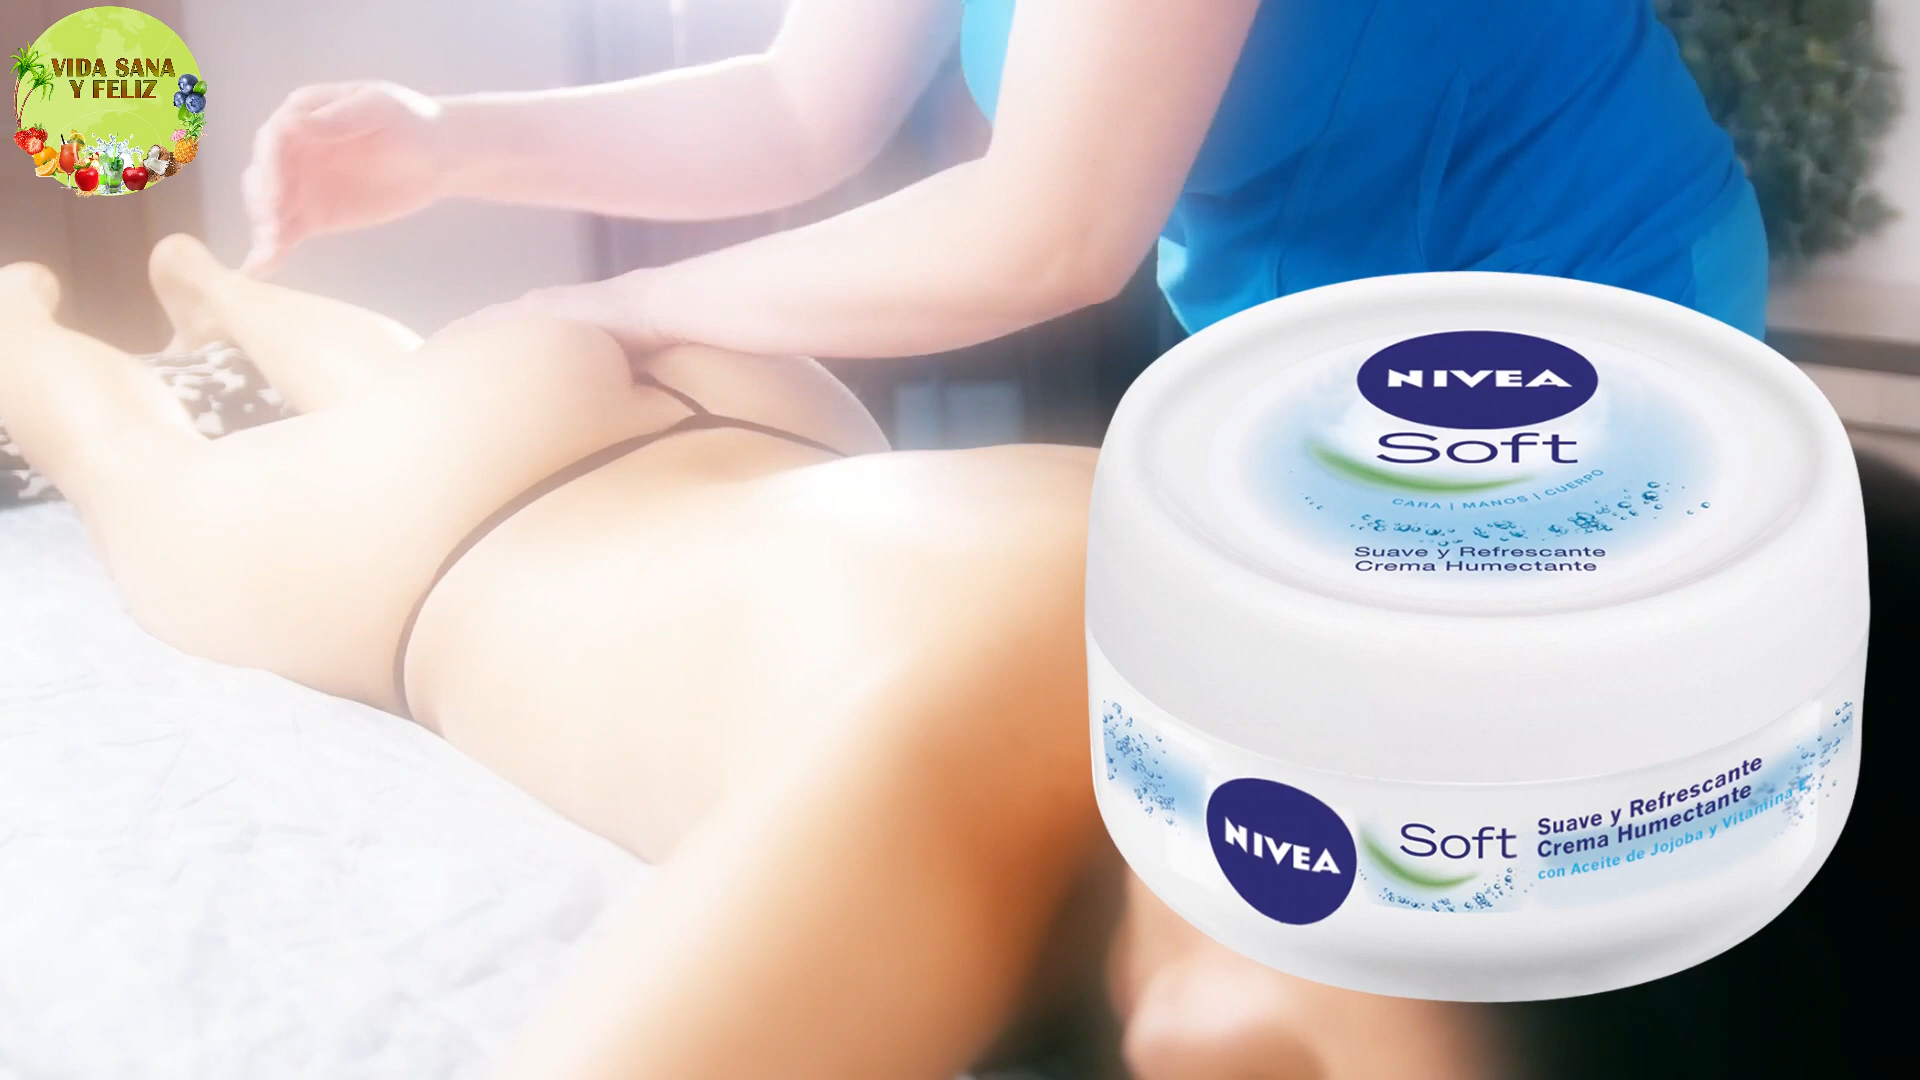 VIDA SANA
Y FELIZ
NIVEA
Soft
CARA | MANOS | CUERPO
Suave y Refrescante
Crema Humectante
NIVEA
Soft
Suave y Refrescante
Crema Humectante
con Aceite de Jojoba y Vitamina E